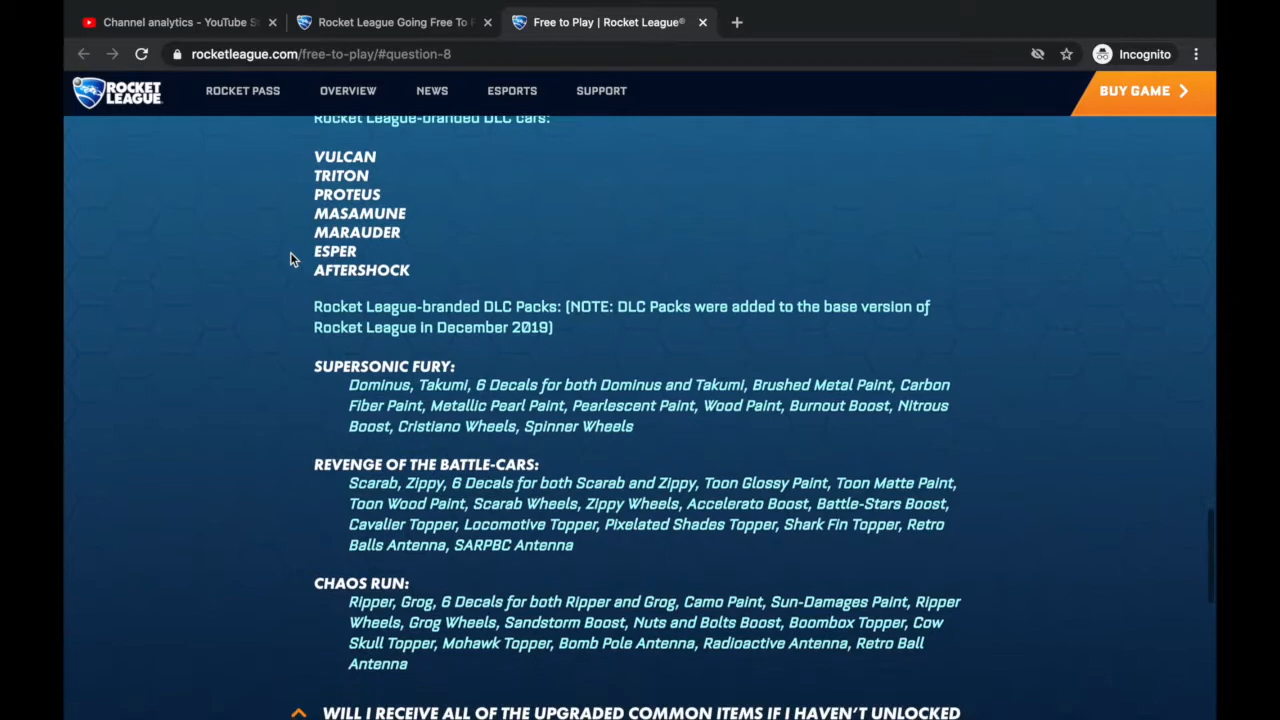 Channel analytics - YouTube S
Rocket League Going Free To P
Free to Play | Rocket League®
rocketleague.com/free-to-play/#question-8
Incognito
ROCKET LEAGUE
ROCKET PASS
OVERVIEW
NEWS
ESPORTS
SUPPORT
BUY GAME
Rocket League-branded DLC cars:
VULCAN
TRITON
PROTEUS
MASAMUNE
MARAUDER
ESPER
AFTERSHOCK
Rocket League-branded DLC Packs: (NOTE: DLC Packs were added to the base version of
Rocket League in December 2019)
SUPERSONIC FURY:
Dominus, Takumi, 6 Decals for both Dominus and Takumi, Brushed Metal Paint, Carbon
Fiber Paint, Metallic Pearl Paint, Pearlescent Paint, Wood Paint, Burnout Boost, Nitrous
Boost, Cristiano Wheels, Spinner Wheels
REVENGE OF THE BATTLE-CARS:
Scarab, Zippy, 6 Decals for both Scarab and Zippy, Toon Glossy Paint, Toon Matte Paint,
Toon Wood Paint, Scarab Wheels, Zippy Wheels, Accelerato Boost, Battle-Stars Boost,
Cavalier Topper, Locomotive Topper, Pixelated Shades Topper, Shark Fin Topper, Retro
Balls Antenna, SARPBC Antenna
CHAOS RUN:
Ripper, Grog, 6 Decals for both Ripper and Grog, Camo Paint, Sun-Damages Paint, Ripper
Wheels, Grog Wheels, Sandstorm Boost, Nuts and Bolts Boost, Boombox Topper, Cow
Skull Topper, Mohawk Topper, Bomb Pole Antenna, Radioactive Antenna, Retro Ball
Antenna
WILL I RECEIVE ALL OF THE UPGRADED COMMON ITEMS IF I HAVEN'T UNLOCKED